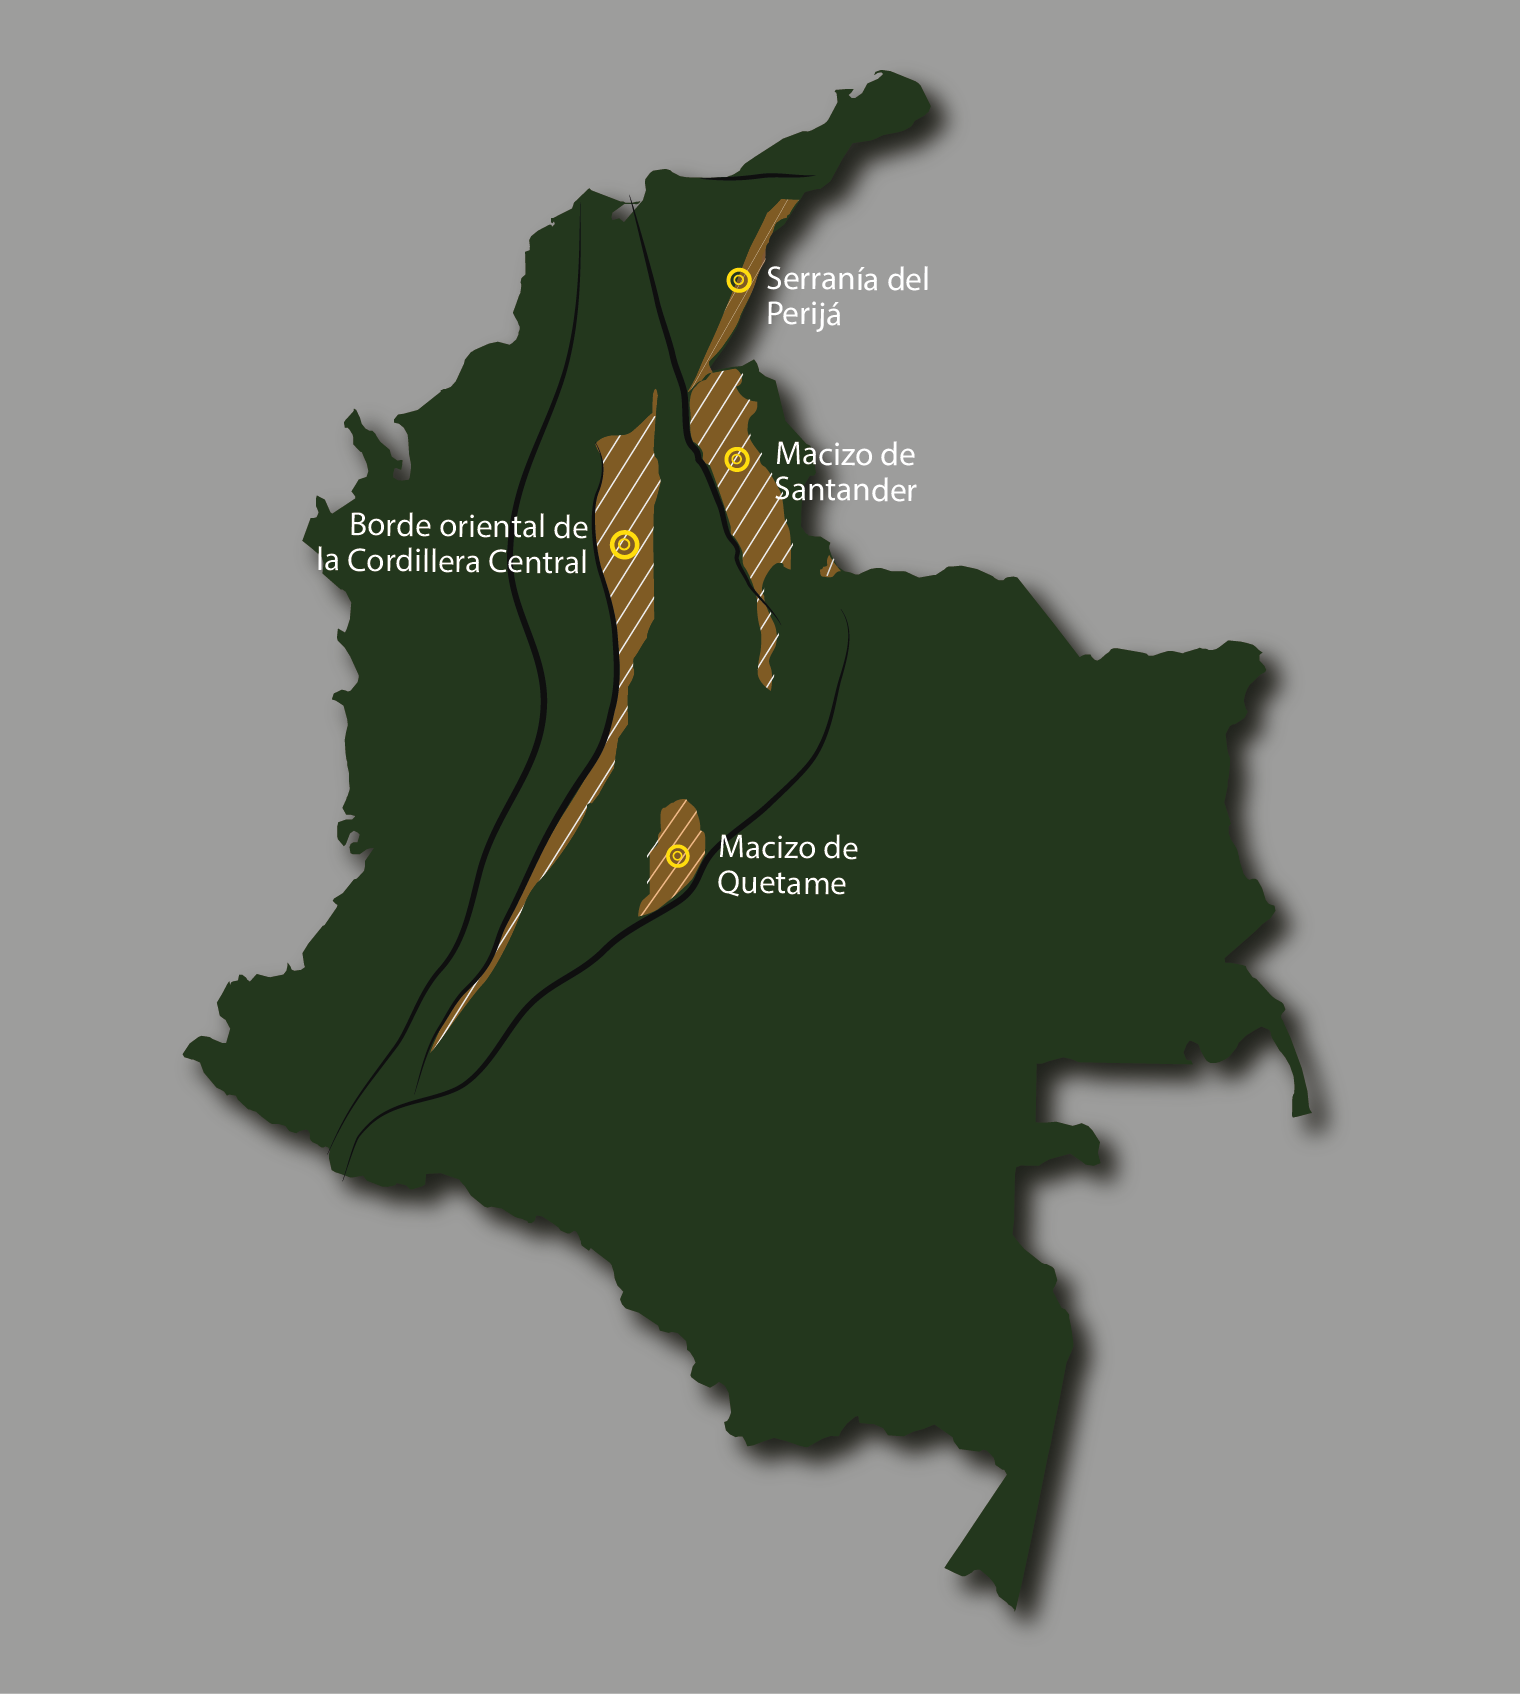 Serranía del
Perijá
Macizo de
Santander
Borde oriental de
la Cordillera Central
Macizo de
Quetame